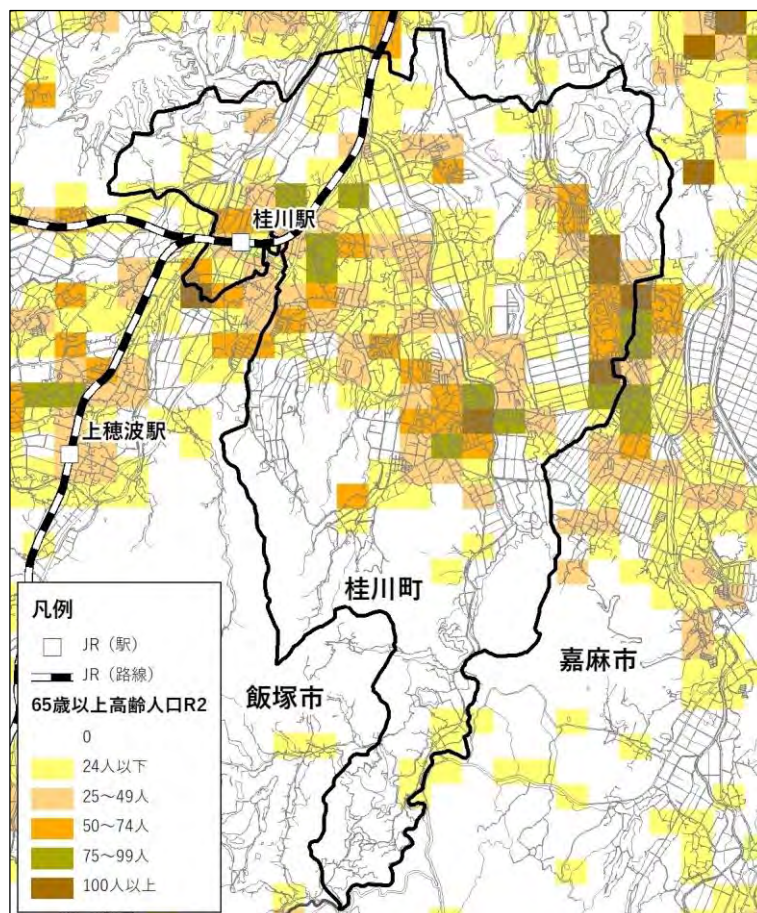 桂川駅
上穂波駅
桂川町
飯塚市
嘉麻市
凡例
JR（駅）
JR（路線）
65歳以上高齢人口R2
0
24人以下
25～49人
50～74人
75～99人
100人以上